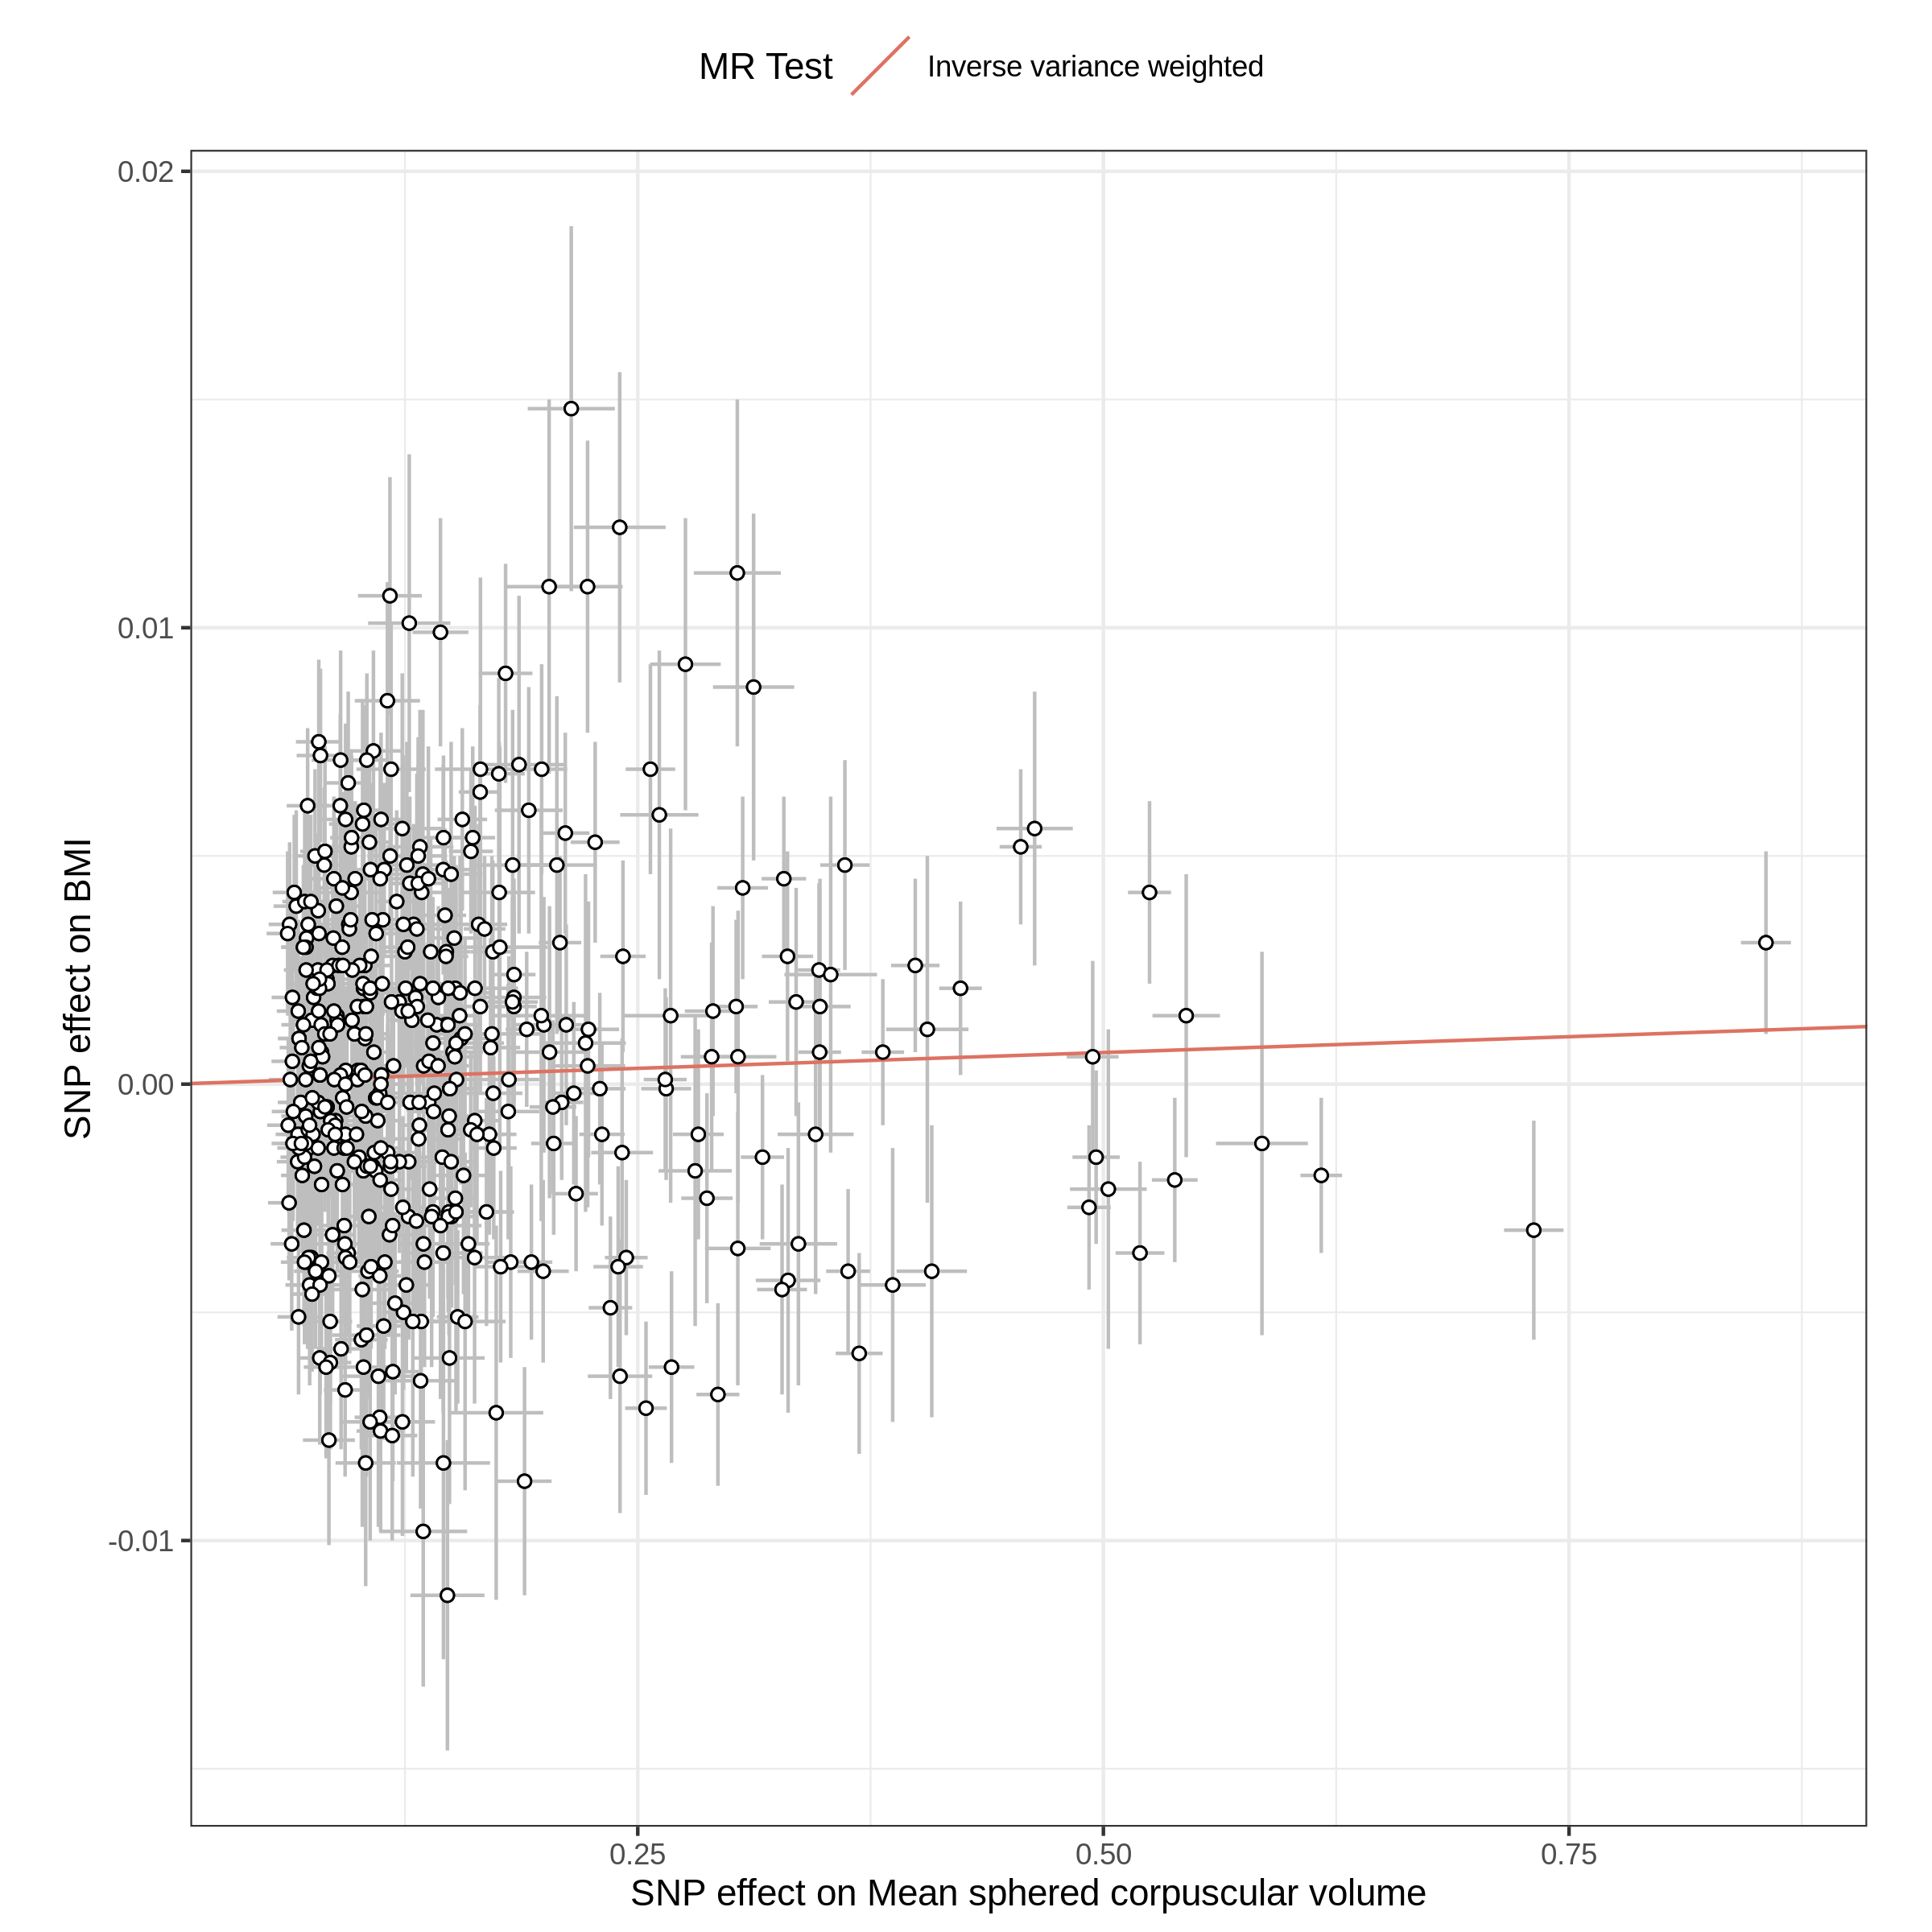 MR Test
Inverse variance weighted
0.02
0.01
0.00
-0.01
SNP effect on BMI
0.25
0.50
0.75
SNP effect on Mean sphered corpuscular volume